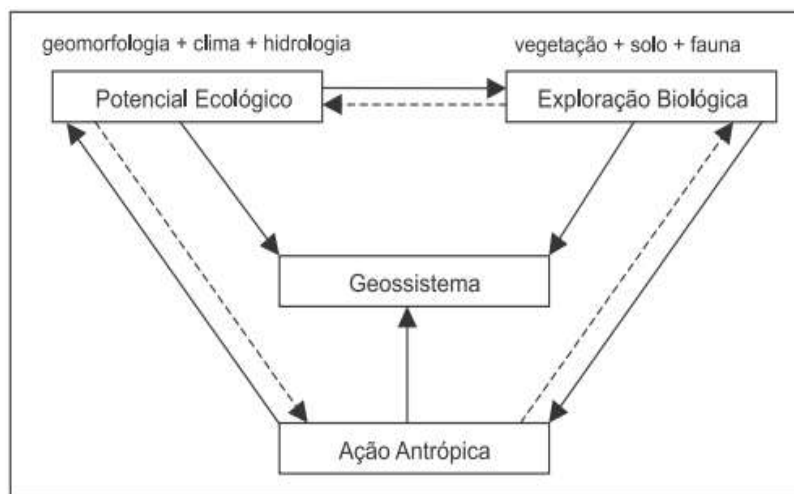 geomorfologia + clima + hidrologia
vegetação + solo + fauna
Potencial Ecológico
Exploração Biológica
Geossistema
Ação Antrópica